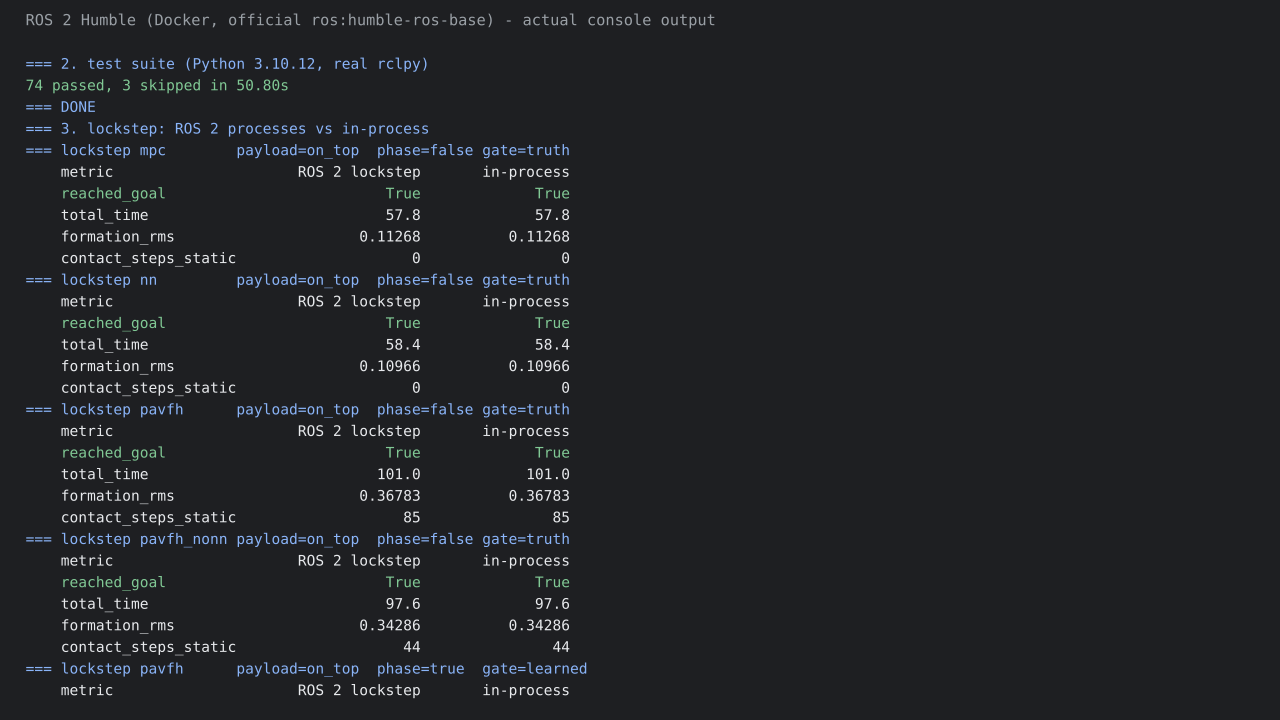 ROS 2 Humble (Docker, official ros:humble-ros-base) - actual console output
=== 2. test suite (Python 3.10.12, real rclpy)
74 passed, 3 skipped in 50.80s
=== DONE
=== 3. lockstep: ROS 2 processes vs in-process
=== lockstep mpc        payload=on_top  phase=false gate=truth
    metric                     ROS 2 lockstep       in-process
    reached_goal                         True             True
    total_time                           57.8             57.8
    formation_rms                     0.11268          0.11268
    contact_steps_static                    0                0
=== lockstep nn         payload=on_top  phase=false gate=truth
    metric                     ROS 2 lockstep       in-process
    reached_goal                         True             True
    total_time                           58.4             58.4
    formation_rms                     0.10966          0.10966
    contact_steps_static                    0                0
=== lockstep pavfh      payload=on_top  phase=false gate=truth
    metric                     ROS 2 lockstep       in-process
    reached_goal                         True             True
    total_time                          101.0            101.0
    formation_rms                     0.36783          0.36783
    contact_steps_static                   85               85
=== lockstep pavfh_nonn payload=on_top  phase=false gate=truth
    metric                     ROS 2 lockstep       in-process
    reached_goal                         True             True
    total_time                           97.6             97.6
    formation_rms                     0.34286          0.34286
    contact_steps_static                   44               44
=== lockstep pavfh      payload=on_top  phase=true  gate=learned
    metric                     ROS 2 lockstep       in-process